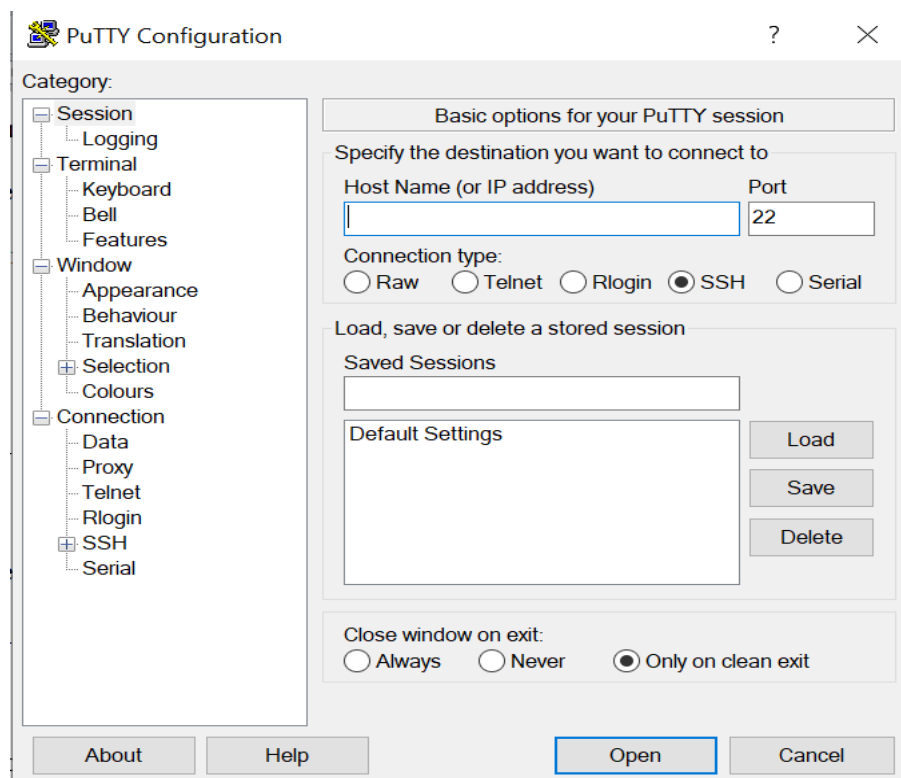 PuTTY Configuration
?
Category:
Session
Logging
Terminal
Keyboard
Bell
Features
Window
Appearance
Behaviour
Translation
Selection
Colours
Connection
Data
Proxy
Telnet
Rlogin
SSH
Serial
Basic options for your PuTTY session
Specify the destination you want to connect to
Host Name (or IP address) Port
22
Connection type:
Raw Telnet Rlogin SSH Serial
Load, save or delete a stored session
Saved Sessions
Default Settings
Load
Save
Delete
Close window on exit:
Always Never Only on clean exit
About Help Open Cancel